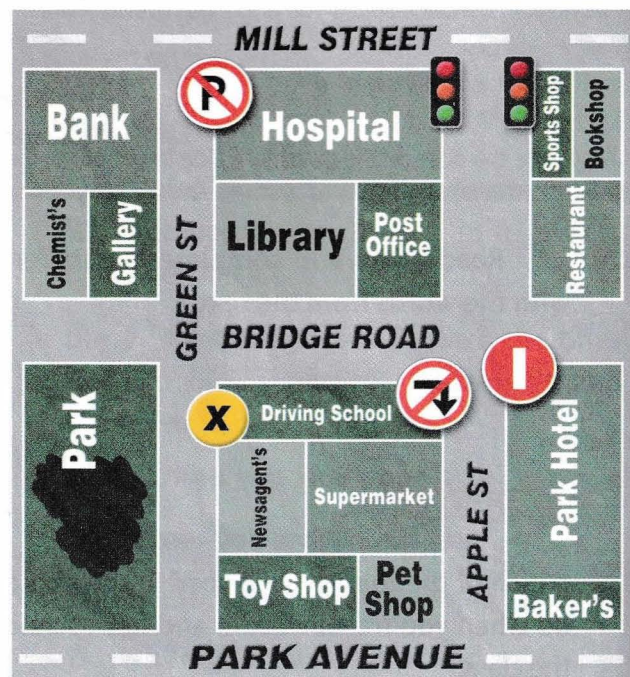 MILL STREET
P
Bank
Hospital
Sports Shop
Bookshop
Chemist's
Gallery
GREEN ST
Library
Post
Office
Restaurant
BRIDGE ROAD
Park
X
Driving School
Newsagent's
Supermarket
APPLE ST
Park Hotel
Toy Shop
Pet
Shop
Baker's
PARK AVENUE